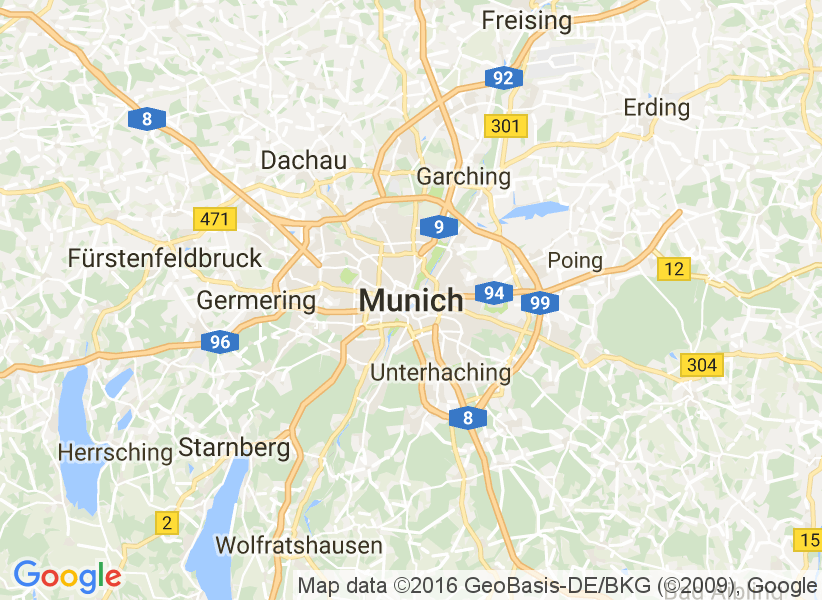 Freising
92
Erding
8
301
Dachau
Garching
471
9
Fürstenfeldbruck
Poing
12
Germering
Munich
94
99
96
304
Unterhaching
8
Starnberg
Herrsching
2
15
Wolfratshausen
Google
Map data ©2016 GeoBasis-DE/BKG (©2009), Google